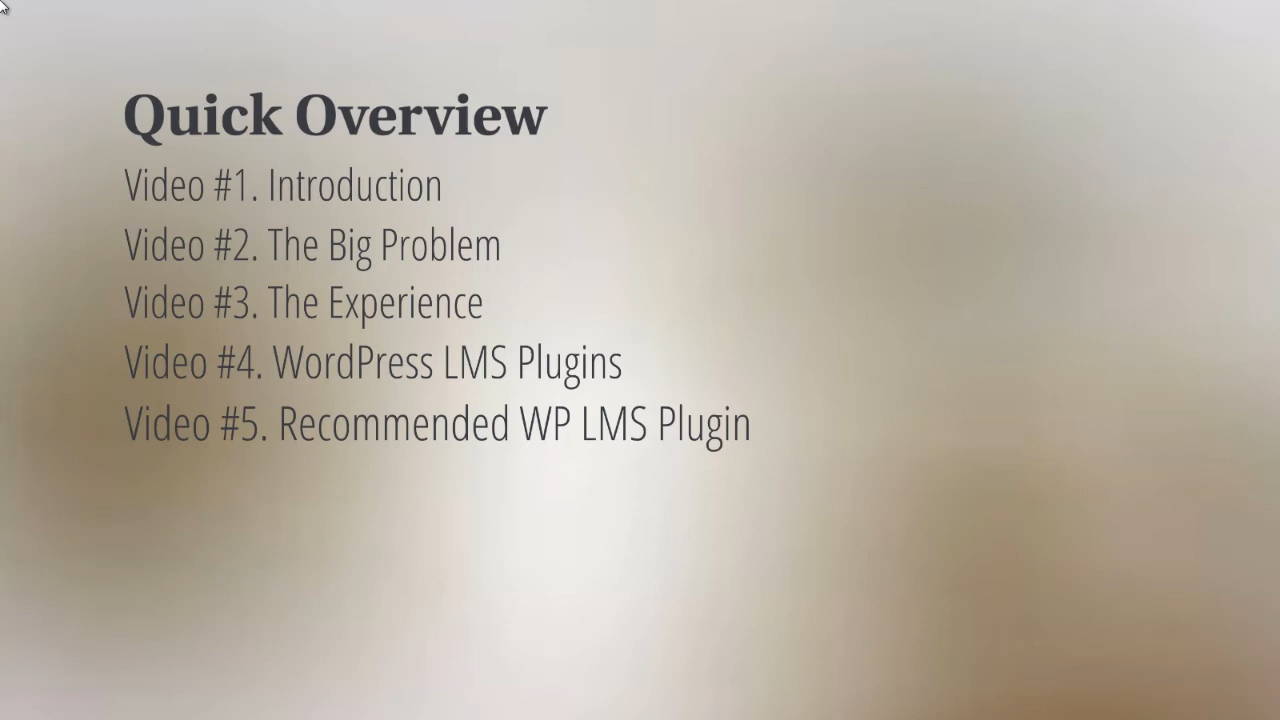 Quick Overview
Video #1. Introduction
Video #2. The Big Problem
Video #3. The Experience
Video #4. WordPress LMS Plugins
Video #5. Recommended WP LMS Plugin